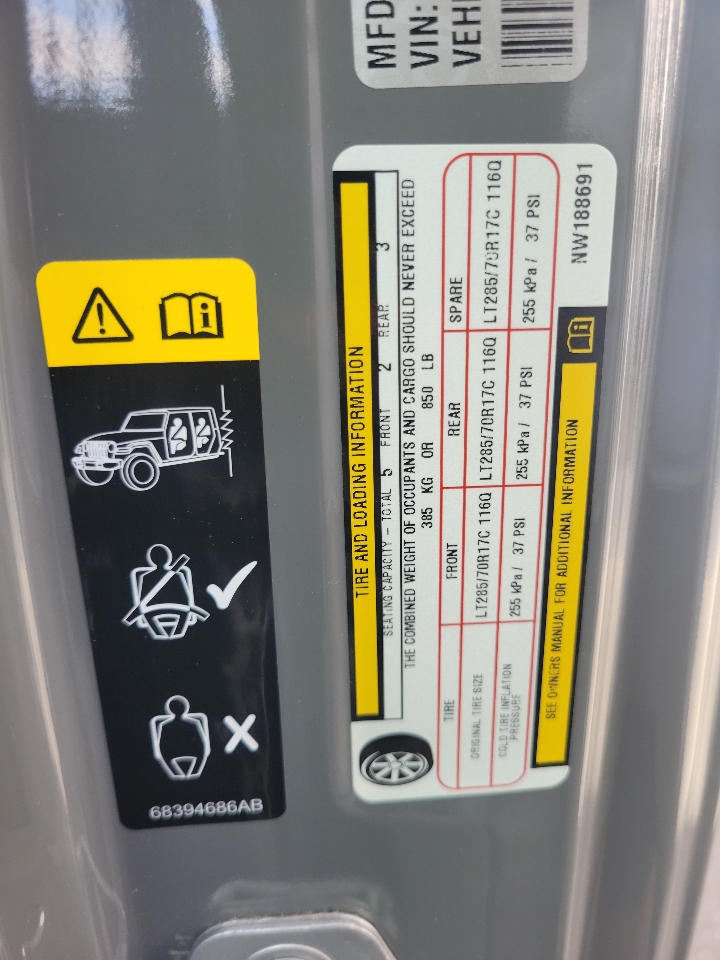 MFD
VIN:
VEH
TIRE AND LOADING INFORMATION
SEATING CAPACITY – TOTAL 5 FRONT 2 REAR 3
THE COMBINED WEIGHT OF OCCUPANTS AND CARGO SHOULD NEVER EXCEED
385 KG OR 850 LB
TIRE FRONT REAR SPARE
ORIGINAL TIRE SIZE LT285/70R17C 116Q LT285/70R17C 116Q LT285/70R17C 116Q
COLD TIRE INFLATION
PRESSURE 255 kPa / 37 PSI 255 kPa / 37 PSI 255 kPa / 37 PSI
SEE OWNERS MANUAL FOR ADDITIONAL INFORMATION
NW188691
68394686AB